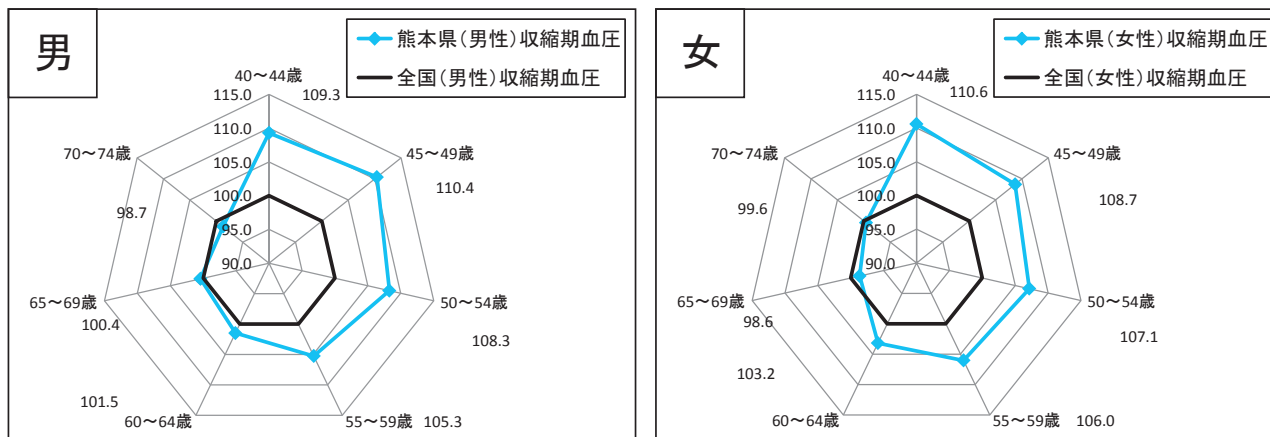 男
熊本県(男性)収縮期血圧
全国(男性)収縮期血圧
40～44歳
109.3
115.0
110.0
105.0
100.0
95.0
90.0
45～49歳
110.4
50～54歳
108.3
55～59歳
105.3
60～64歳
101.5
65～69歳
100.4
70～74歳
98.7
女
熊本県(女性)収縮期血圧
全国(女性)収縮期血圧
40～44歳
110.6
115.0
110.0
105.0
100.0
95.0
90.0
45～49歳
108.7
50～54歳
107.1
55～59歳
106.0
60～64歳
103.2
65～69歳
98.6
70～74歳
99.6